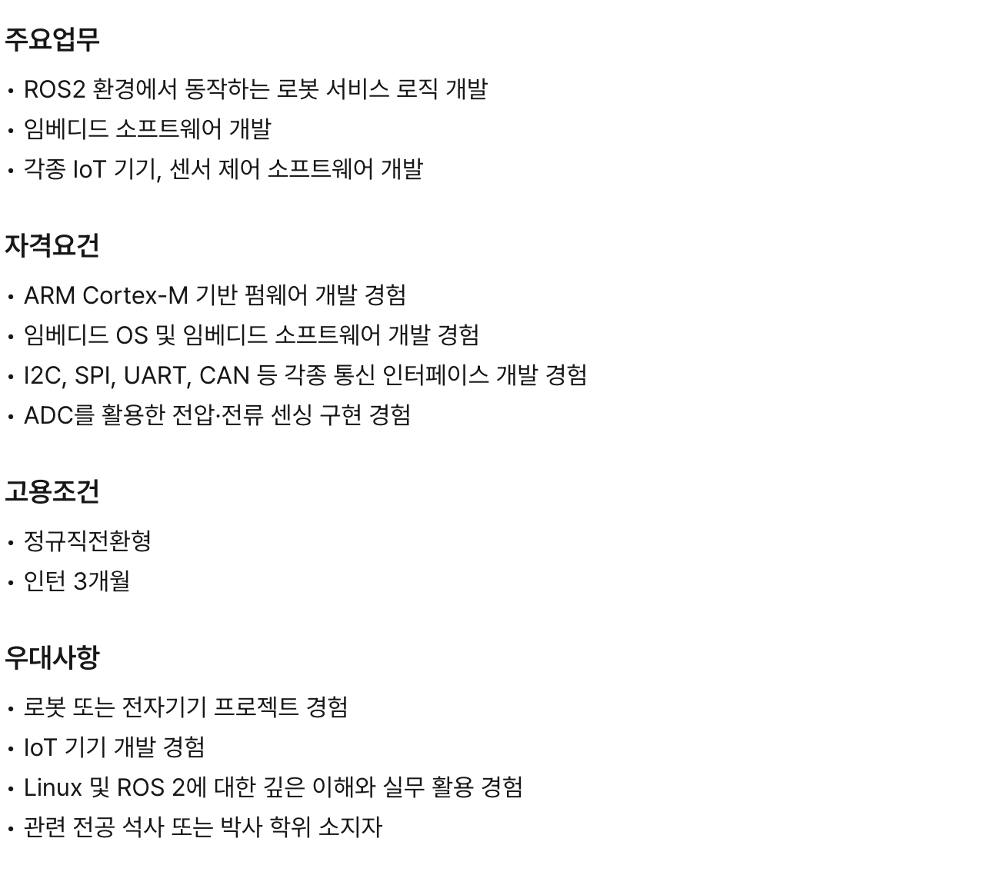 주요업무
• ROS2 환경에서 동작하는 로봇 서비스 로직 개발
• 임베디드 소프트웨어 개발
• 각종 IoT 기기, 센서 제어 소프트웨어 개발
자격요건
• ARM Cortex-M 기반 펌웨어 개발 경험
• 임베디드 OS 및 임베디드 소프트웨어 개발 경험
• I2C, SPI, UART, CAN 등 각종 통신 인터페이스 개발 경험
• ADC를 활용한 전압·전류 센싱 구현 경험
고용조건
• 정규직전환형
• 인턴 3개월
우대사항
• 로봇 또는 전자기기 프로젝트 경험
• IoT 기기 개발 경험
• Linux 및 ROS 2에 대한 깊은 이해와 실무 활용 경험
• 관련 전공 석사 또는 박사 학위 소지자